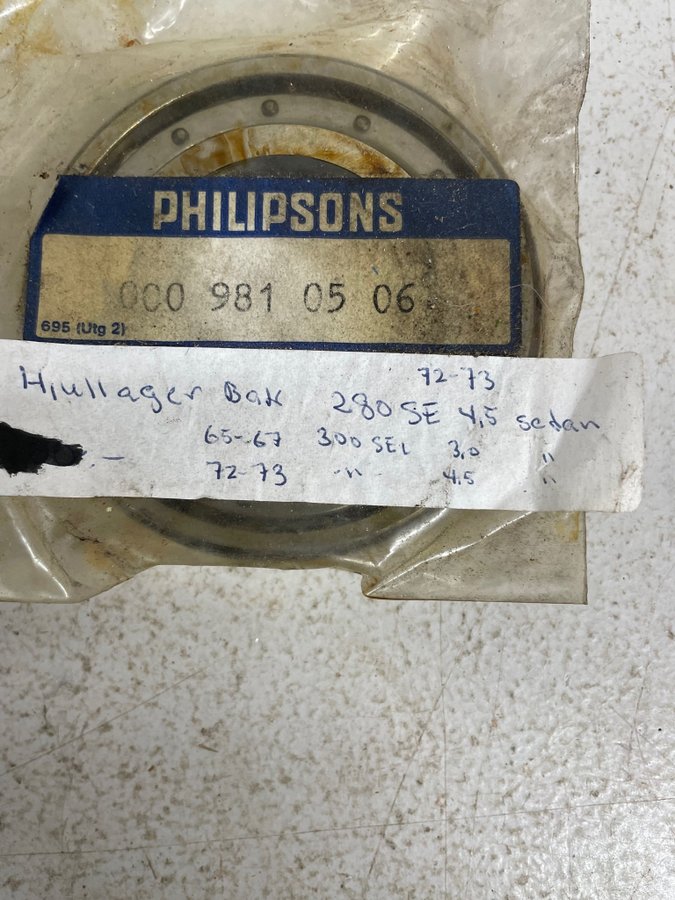 PHILIPSONS
000 981 05 06
695 (Utg 2)
72-73
Hjullager Bak 280 SE 4,5 sedan
65-67 300 SEL 3,0 "
72-73 -"- 4.5 "